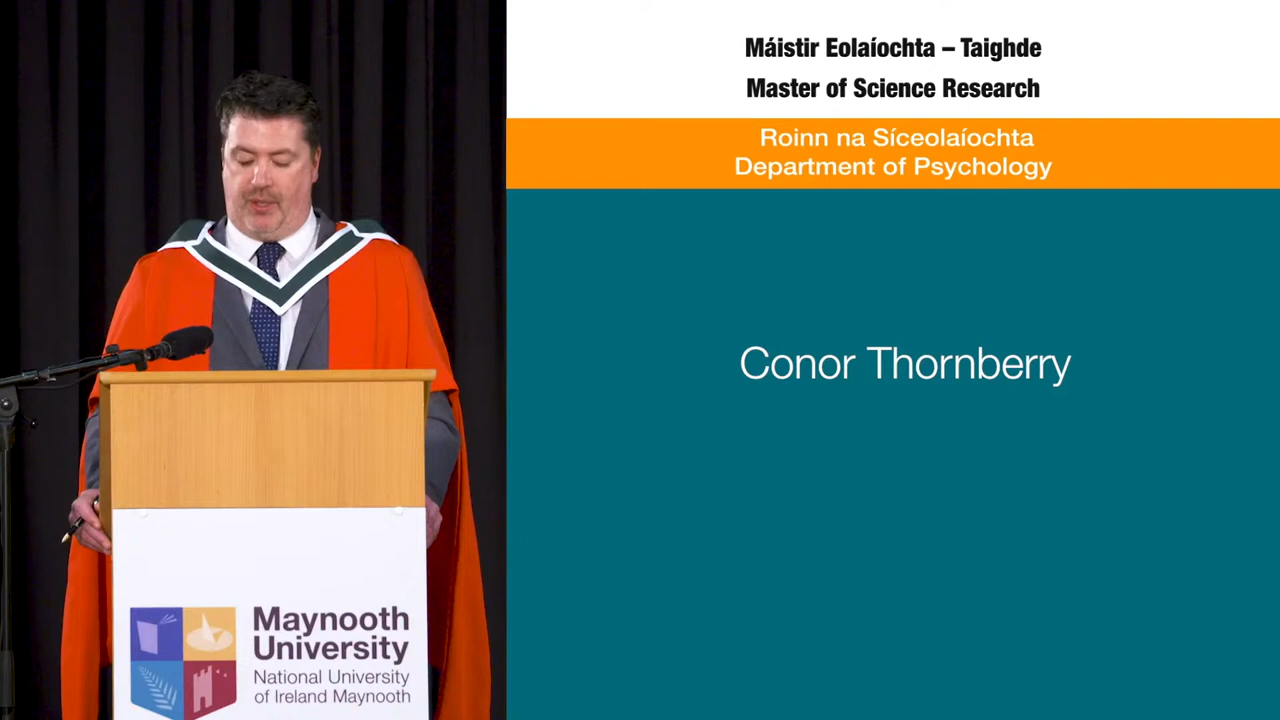 Máistir Eolaíochta – Taighde
Master of Science Research
Roinn na Síceolaíochta
Department of Psychology
Conor Thornberry
Maynooth
University
National University
of Ireland Maynooth